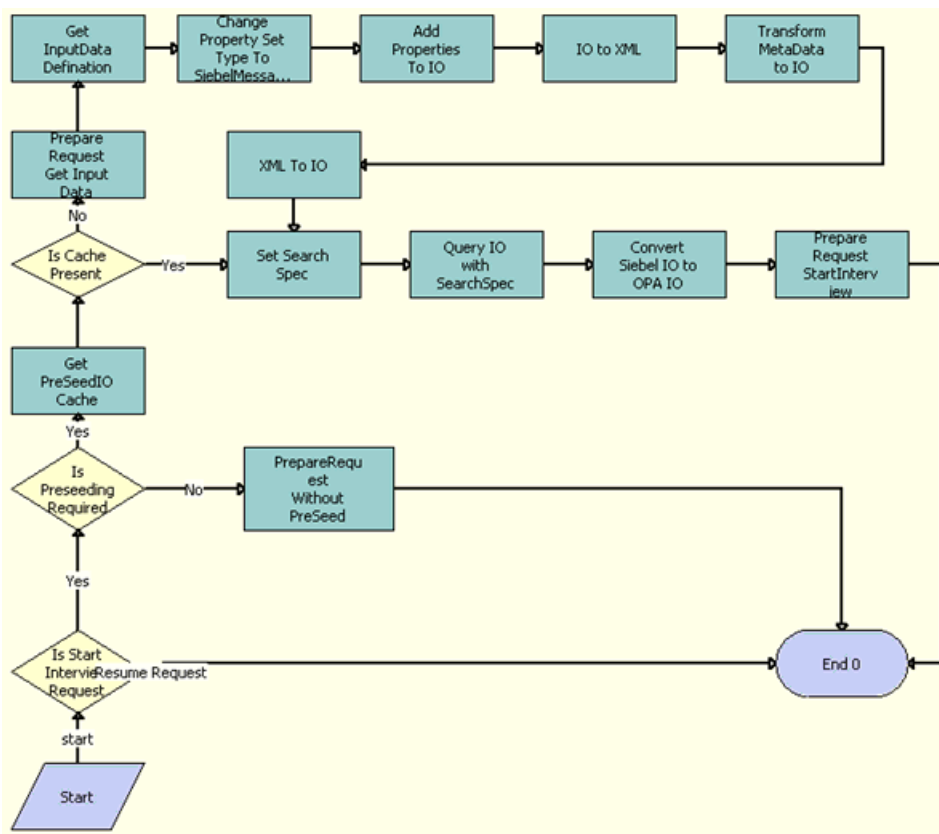 Get
InputData
Defination
Change
Property Set
Type To
SiebelMessa...
Add
Properties
To IO
IO to XML
Transform
MetaData
to IO
Prepare
Request
Get Input
Data
XML To IO
No
Is Cache
Present
Yes
Set Search
Spec
Query IO
with
SearchSpec
Convert
Siebel IO to
OPA IO
Prepare
Request
StartInterv
iew
Get
PreSeedIO
Cache
Yes
Is
Preseeding
Required
No
PrepareRequ
est
Without
PreSeed
Yes
Is Start
Intervie
Request
Resume Request
End 0
start
Start